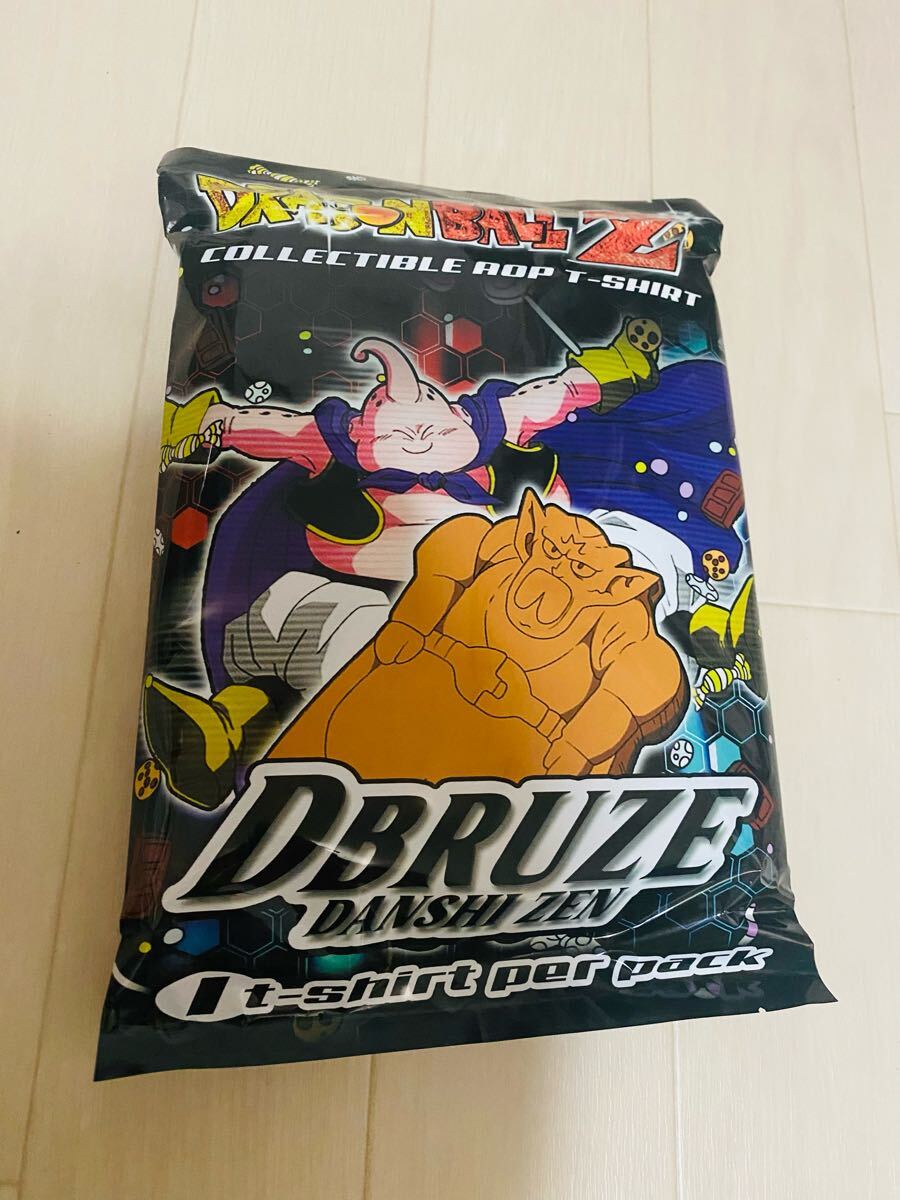 DRAGON BALL Z
COLLECTIBLE AOP T-SHIRT
DBRUZE
DANSHI ZEN
1 t-shirt per pack